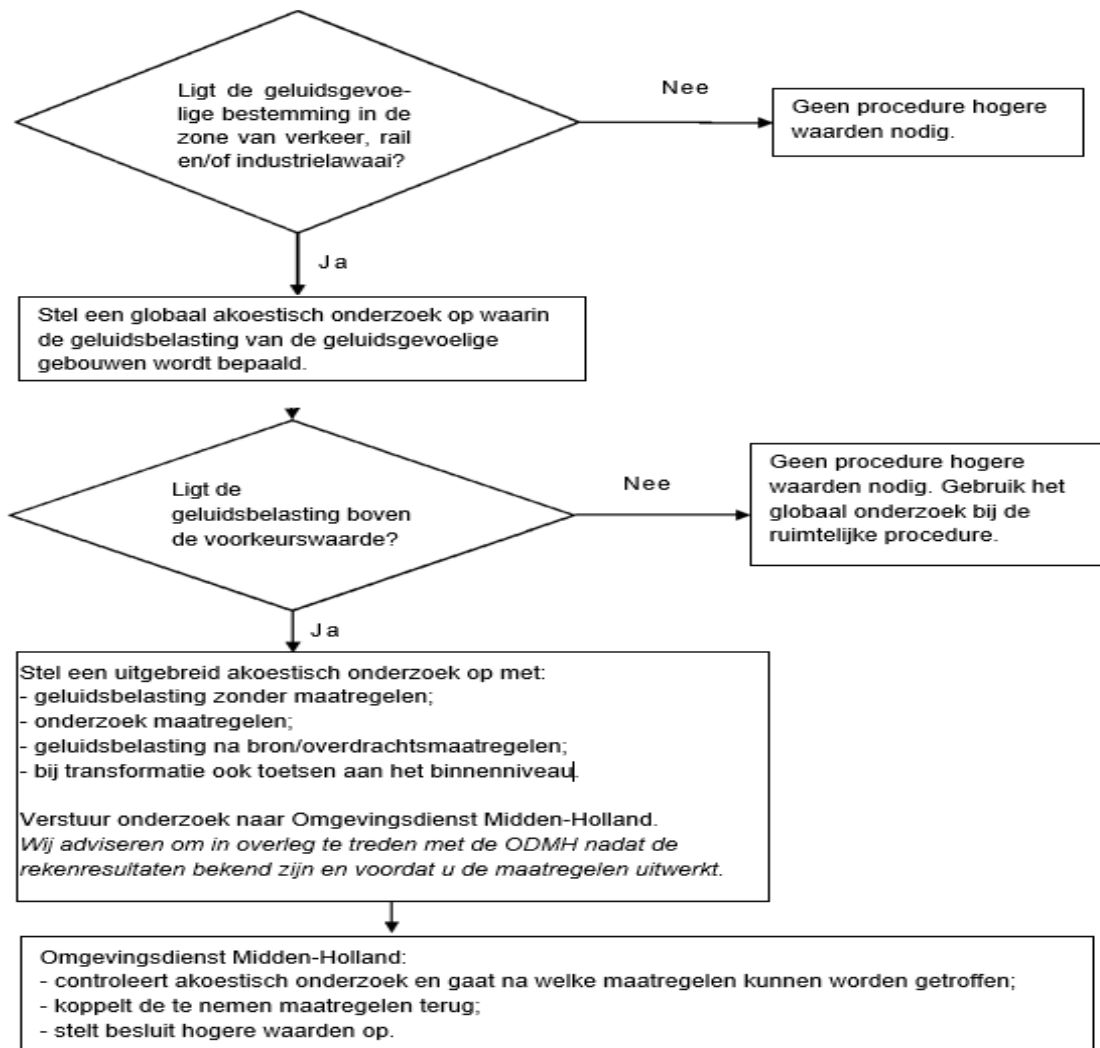 Ligt de geluidsgevoe-
lige bestemming in de
zone van verkeer, rail
en/of industrielawaai?
Nee
Geen procedure hogere
waarden nodig.
Ja
Stel een globaal akoestisch onderzoek op waarin
de geluidsbelasting van de geluidsgevoelige
gebouwen wordt bepaald.
Ligt de
geluidsbelasting boven
de voorkeurswaarde?
Nee
Geen procedure hogere
waarden nodig. Gebruik het
globaal onderzoek bij de
ruimtelijke procedure.
Ja
Stel een uitgebreid akoestisch onderzoek op met:
- geluidsbelasting zonder maatregelen;
- onderzoek maatregelen;
- geluidsbelasting na bron/overdrachtsmaatregelen;
- bij transformatie ook toetsen aan het binnenniveau.
Verstuur onderzoek naar Omgevingsdienst Midden-Holland.
Wij adviseren om in overleg te treden met de ODMH nadat de
rekenresultaten bekend zijn en voordat u de maatregelen uitwerkt.
Omgevingsdienst Midden-Holland:
- controleert akoestisch onderzoek en gaat na welke maatregelen kunnen worden getroffen;
- koppelt de te nemen maatregelen terug;
- stelt besluit hogere waarden op.